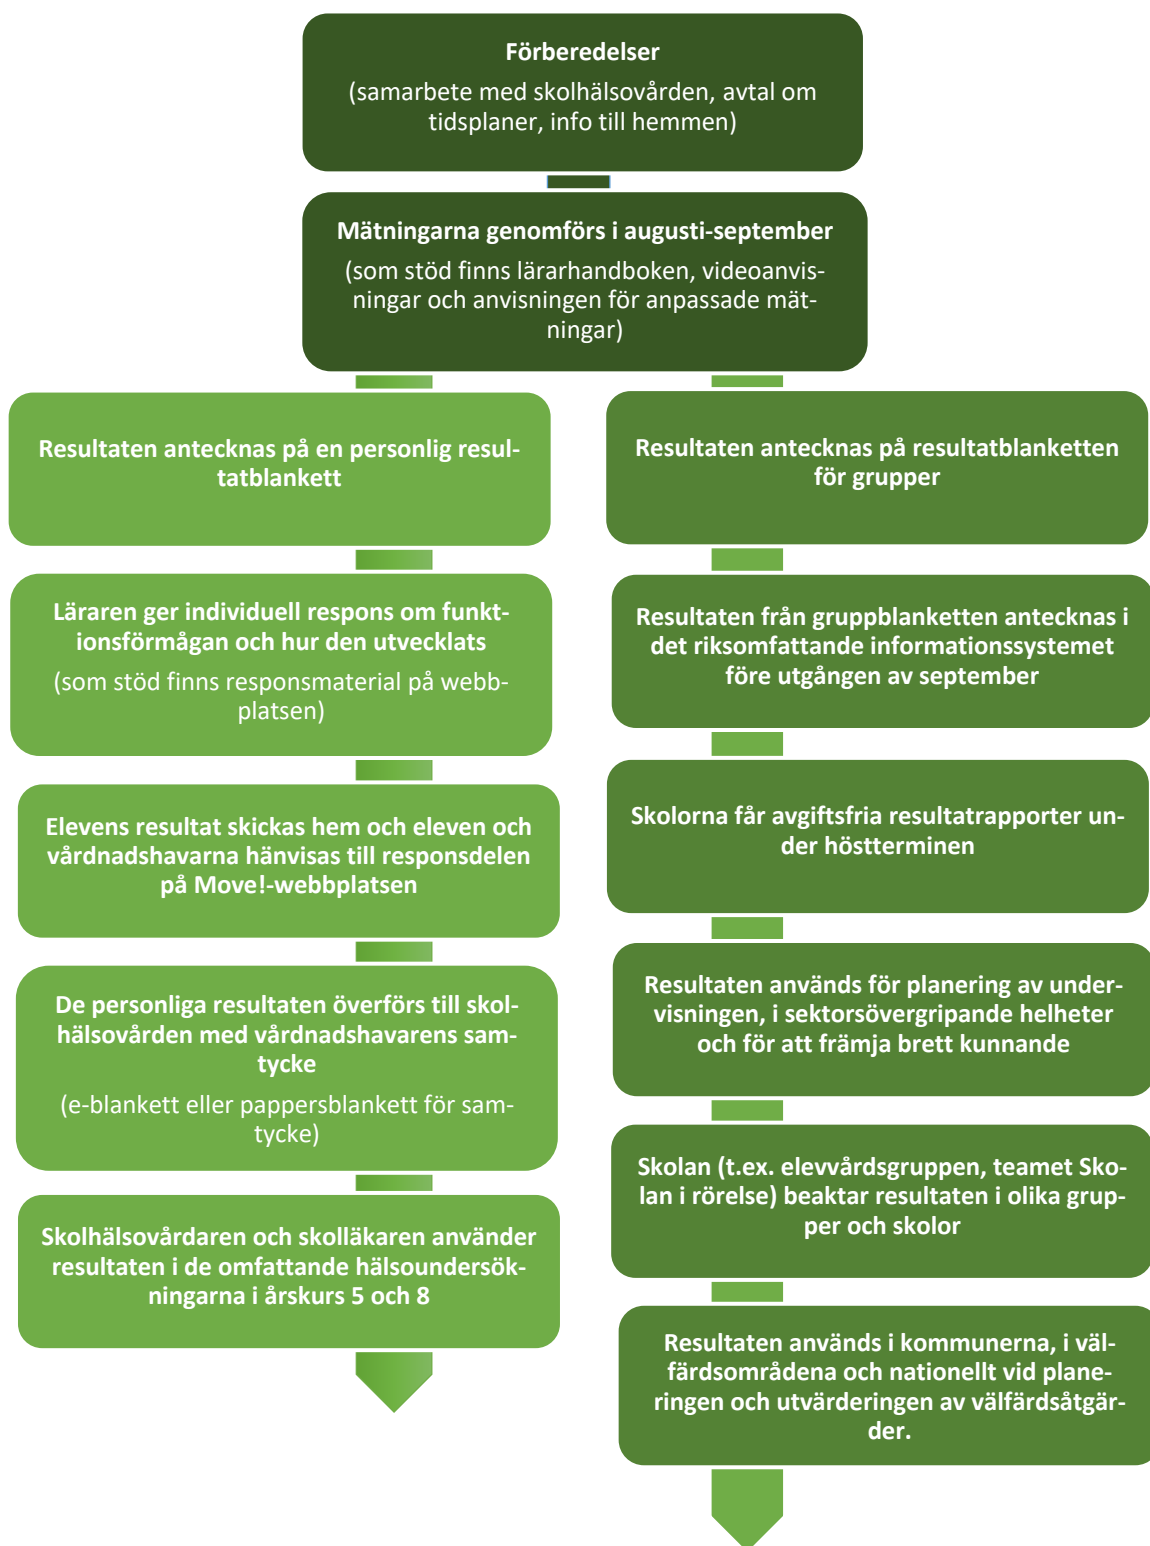 Förberedelser
(samarbete med skolhälsovården, avtal om
tidsplaner, info till hemmen)
Mätningarna genomförs i augusti-september
(som stöd finns lärarhandboken, videoanvis-
ningar och anvisningen för anpassade mät-
ningar)
Resultaten antecknas på en personlig resul-
tatblankett
Läraren ger individuell respons om funkt-
ionsförmågan och hur den utvecklats
(som stöd finns responsmaterial på webb-
platsen)
Elevens resultat skickas hem och eleven och
vårdnadshavarna hänvisas till responsdelen
på Move!-webbplatsen
De personliga resultaten överförs till skol-
hälsovården med vårdnadshavarens sam-
tycke
(e-blankett eller pappersblankett för sam-
tycke)
Skolhälsovårdaren och skolläkaren använder
resultaten i de omfattande hälsoundersök-
ningarna i årskurs 5 och 8
Resultaten antecknas på resultatblanketten
för grupper
Resultaten från gruppblanketten antecknas i
det riksomfattande informationssystemet
före utgången av september
Skolorna får avgiftsfria resultatrapporter un-
der höstterminen
Resultaten används för planering av under-
visningen, i sektorsövergripande helheter
och för att främja brett kunnande
Skolan (t.ex. elevvårdsgruppen, teamet Sko-
lan i rörelse) beaktar resultaten i olika grup-
per och skolor
Resultaten används i kommunerna, i väl-
färdsområdena och nationellt vid plane-
ringen och utvärderingen av välfärdsåtgär-
der.